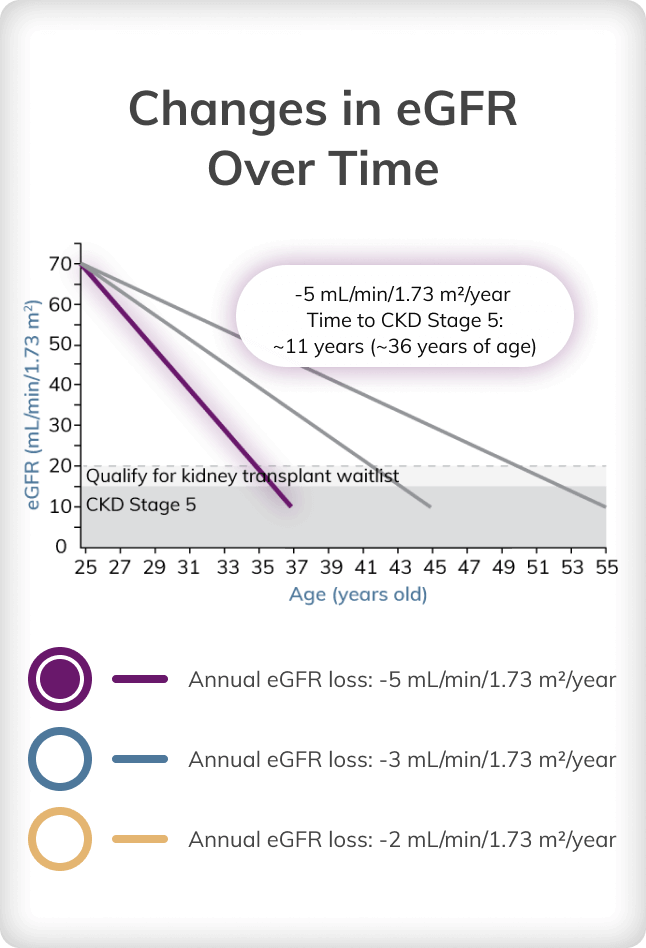 Changes in eGFR
Over Time
eGFR (mL/min/1.73 m²)
70
60
50
40
30
20
10
0
-5 mL/min/1.73 m²/year
Time to CKD Stage 5:
~11 years (~36 years of age)
Qualify for kidney transplant waitlist
CKD Stage 5
25 27 29 31 33 35 37 39 41 43 45 47 49 51 53 55
Age (years old)
Annual eGFR loss: -5 mL/min/1.73 m²/year
Annual eGFR loss: -3 mL/min/1.73 m²/year
Annual eGFR loss: -2 mL/min/1.73 m²/year